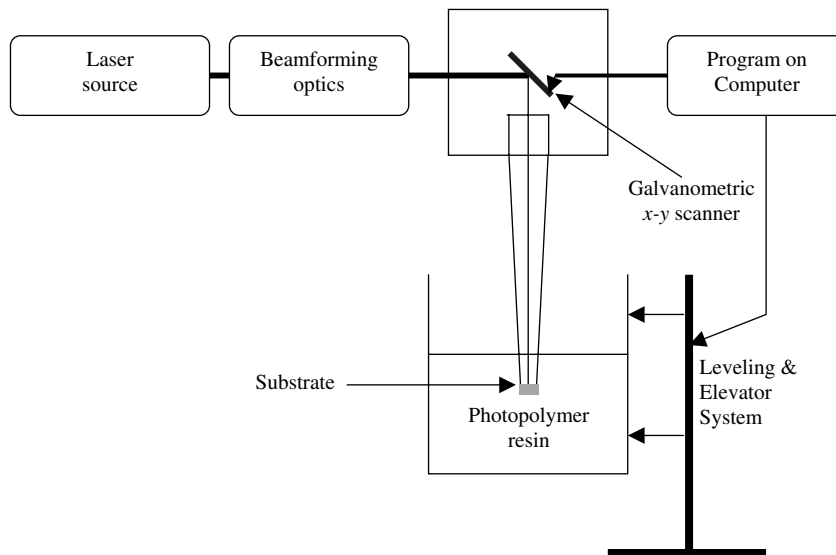 Laser
source
Beamforming
optics
Program on
Computer
Galvanometric
x-y scanner
Substrate
Photopolymer
resin
Leveling &
Elevator
System